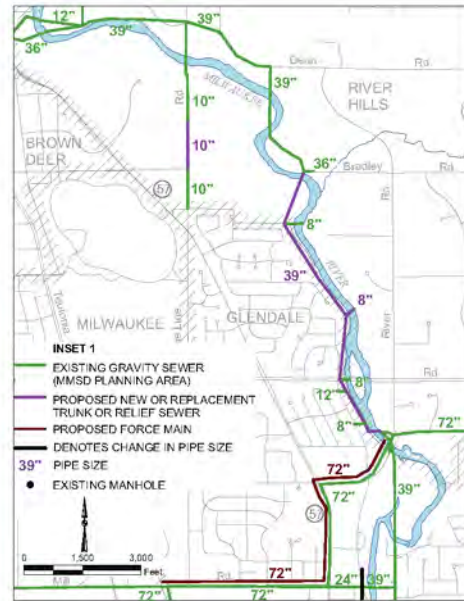 12"
39"
39"
36"
Dean
Rd
MILWAUKEE
39"
RIVER
HILLS
Rd
10"
BROWN
DEER
10"
36"
Bradley
Rd
57
10"
Rd
8"
39"
RIVER
8"
River
Teutonia
MILWAUKEE
GLENDALE
INSET 1
EXISTING GRAVITY SEWER
(MMSD PLANNING AREA)
PROPOSED NEW OR REPLACEMENT
TRUNK OR RELIEF SEWER
PROPOSED FORCE MAIN
DENOTES CHANGE IN PIPE SIZE
39" PIPE SIZE
EXISTING MANHOLE
8"
Rd
12"
8"
72"
72"
72"
39"
57
0 1,500 3,000
Feet
Mill
Rd
72"
24"
39"
72"
72"